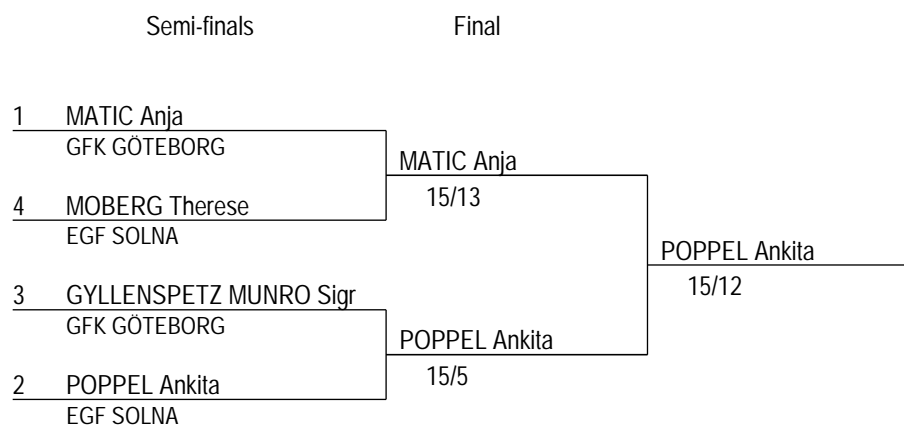 Semi-finals Final
1 MATIC Anja
GFK GÖTEBORG
MATIC Anja
15/13
4 MOBERG Therese
EGF SOLNA
POPPEL Ankita
15/12
3 GYLLENSPETZ MUNRO Sigr
GFK GÖTEBORG
POPPEL Ankita
15/5
2 POPPEL Ankita
EGF SOLNA